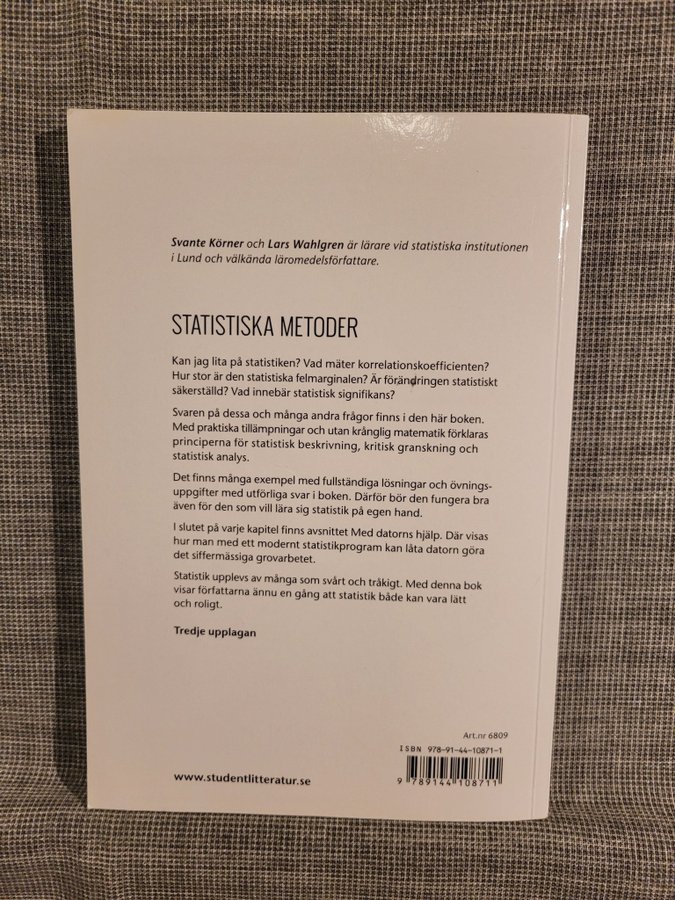 Svante Körner och Lars Wahlgren är lärare vid statistiska institutionen
i Lund och välkända läromedelsförfattare.
STATISTISKA METODER
Kan jag lita på statistiken? Vad mäter korrelationskoefficienten?
Hur stor är den statistiska felmarginalen? Är förändringen statistiskt
säkerställd? Vad innebär statistisk signifikans?
Svaren på dessa och många andra frågor finns i den här boken.
Med praktiska tillämpningar och utan krånglig matematik förklaras
principerna för statistisk beskrivning, kritisk granskning och
statistisk analys.
Det finns många exempel med fullständiga lösningar och övnings-
uppgifter med utförliga svar i boken. Därför bör den fungera bra
även för den som vill lära sig statistik på egen hand.
I slutet på varje kapitel finns avsnittet Med datorns hjälp. Där visas
hur man med ett modernt statistikprogram kan låta datorn göra
det siffermässiga grovarbetet.
Statistik upplevs av många som svårt och tråkigt. Med denna bok
visar författarna ännu en gång att statistik både kan vara lätt
och roligt.
Tredje upplagan
Art.nr 6809
ISBN 978-91-44-10871-1
9 789144 108711
www.studentlitteratur.se